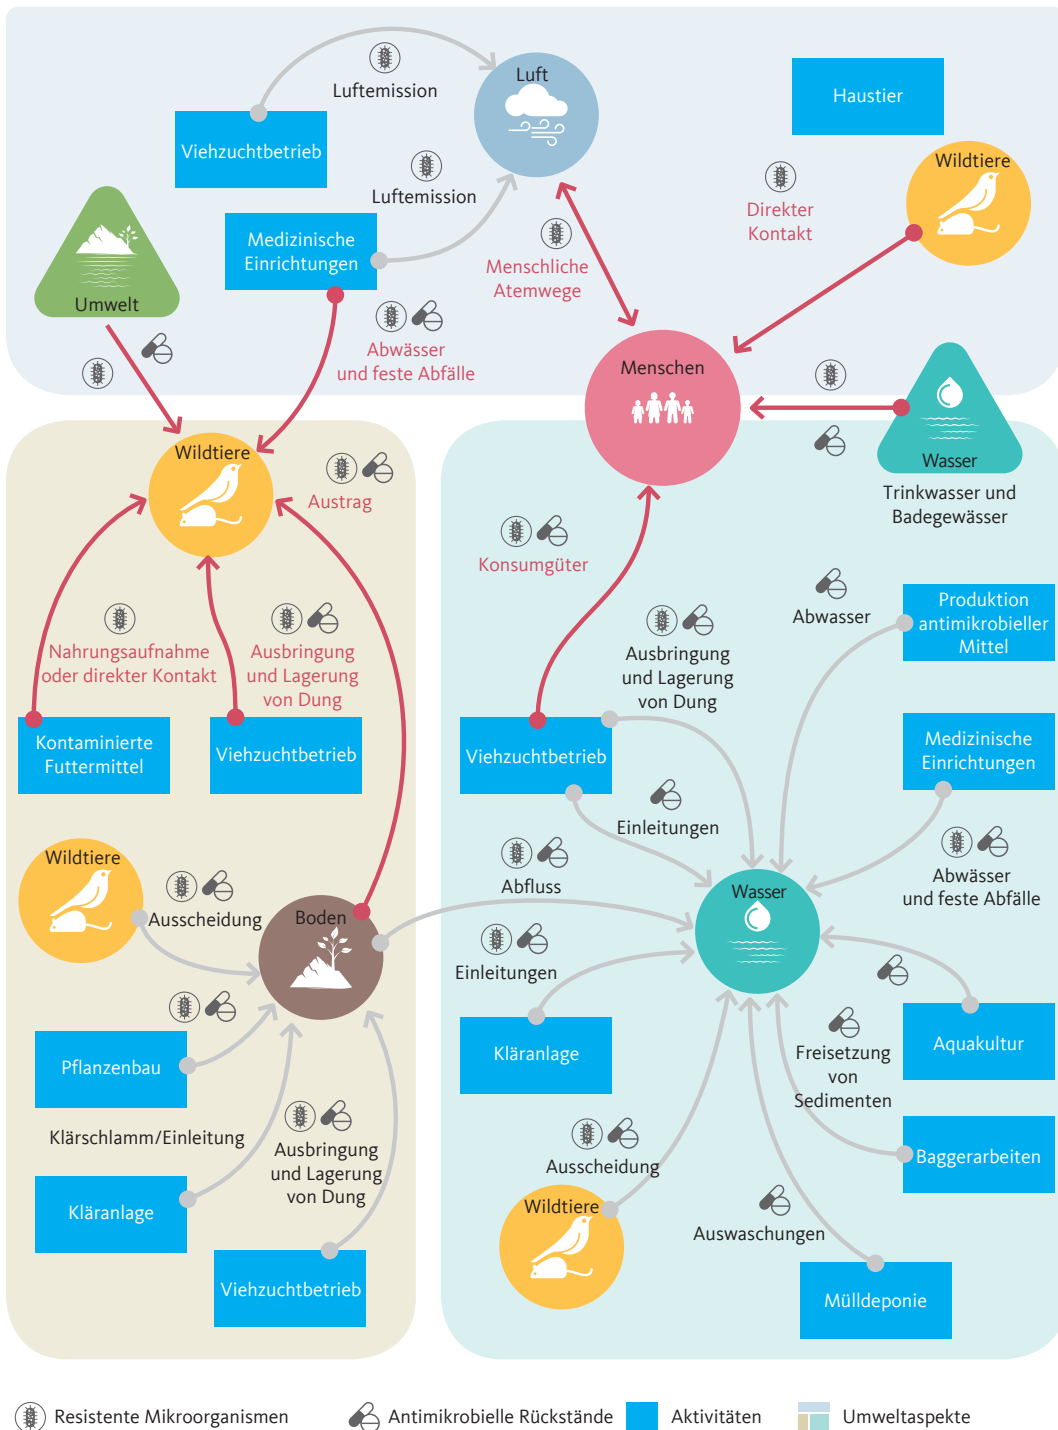 Luft
Luftemission
Haustier
Viehzuchtbetrieb
Wildtiere
Luftemission
Direkter
Kontakt
Medizinische
Einrichtungen
Menschliche
Atemwege
Umwelt
Abwässer
und feste Abfälle
Menschen
Wildtiere
Wasser
Austrag
Trinkwasser und
Badegewässer
Konsumgüter
Abwasser
Produktion
antimikrobieller
Mittel
Nahrungsaufnahme
oder direkter Kontakt
Ausbringung
und Lagerung
von Dung
Ausbringung
und Lagerung
von Dung
Kontaminierte
Futtermittel
Viehzuchtbetrieb
Viehzuchtbetrieb
Medizinische
Einrichtungen
Einleitungen
Wildtiere
Abfluss
Wasser
Abwässer
und feste Abfälle
Ausscheidung
Boden
Einleitungen
Kläranlage
Freisetzung
von
Sedimenten
Aquakultur
Pflanzenbau
Klärschlamm/Einleitung
Ausbringung
und Lagerung
von Dung
Ausscheidung
Baggerarbeiten
Kläranlage
Wildtiere
Auswaschungen
Viehzuchtbetrieb
Mülldeponie
Resistente Mikroorganismen
Antimikrobielle Rückstände
Aktivitäten
Umweltaspekte